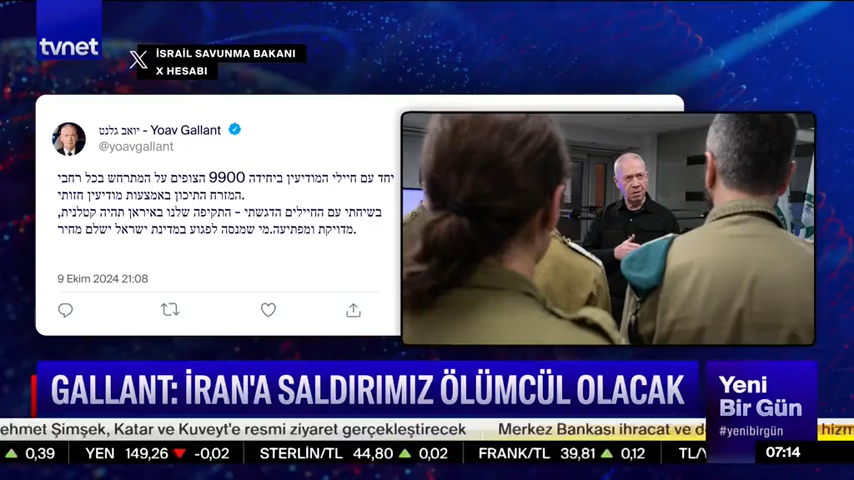 tvnet
İSRAİL SAVUNMA BAKANI
X HESABI
יואב גלנט - Yoav Gallant
@yoavgallant
יחד עם חיילי המודיעין ביחידה 9900 הצופים על המתרחש בכל רחבי
המזרח התיכון באמצעות מודיעין חזותי.
בשיחתי עם החיילים הדגשתי - התקיפה שלנו באיראן תהיה קטלנית,
מדויקת ומפתיעה.מי שמנסה לפגוע במדינת ישראל ישלם מחיר.
9 Ekim 2024 21:08
GALLANT: İRAN'A SALDIRIMIZ ÖLÜMCÜL OLACAK
Yeni
Bir Gün
#yenibirgün
ehmet Şimşek, Katar ve Kuveyt'e resmi ziyaret gerçekleştirecek Merkez Bankası ihracat ve d hizm
▲ 0,39 YEN 149,26 ▼ -0,02 STERLİN/TL 44,80 ▲ 0,02 FRANK/TL 39,81 ▲ 0,12 TL/Y 07:14